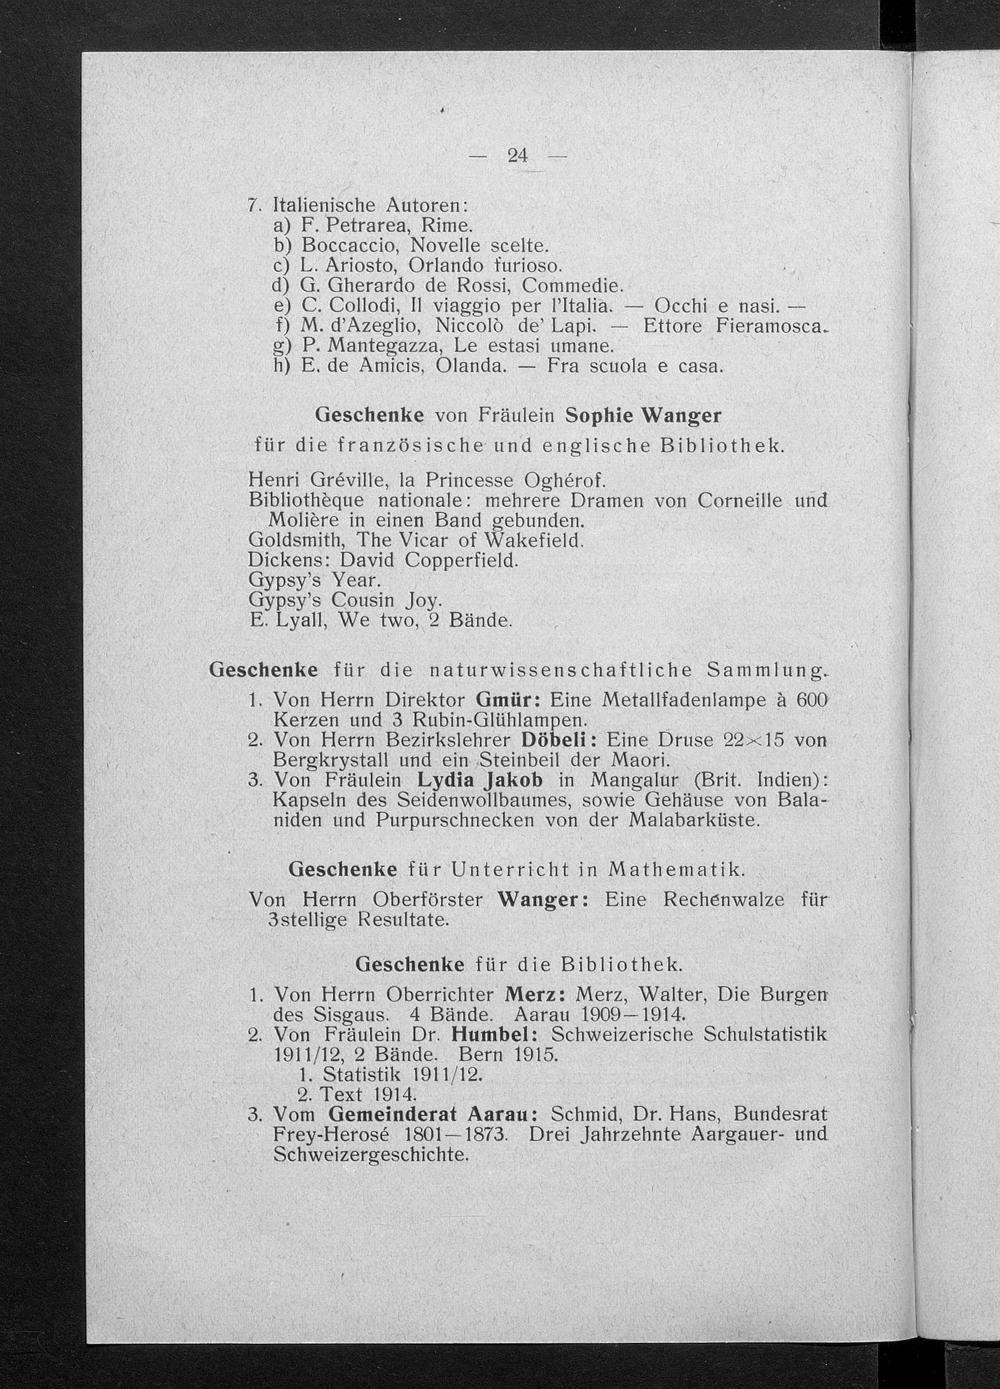 — 24 —
7. Italienische Autoren:
a) F. Petrarea, Rime.
b) Boccaccio, Novelle scelte.
c) L. Ariosto, Orlando furioso.
d) G. Gherardo de Rossi, Commedie.
e) C. Collodi, Il viaggio per l'Italia. — Occhi e nasi. —
f) M. d'Azeglio, Niccolò de' Lapi. — Ettore Fieramosca.
g) P. Mantegazza, Le estasi umane.
h) E. de Amicis, Olanda. — Fra scuola e casa.
Geschenke von Fräulein Sophie Wanger
für die französische und englische Bibliothek.
Henri Gréville, la Princesse Oghérof.
Bibliothèque nationale: mehrere Dramen von Corneille und
Molière in einen Band gebunden.
Goldsmith, The Vicar of Wakefield.
Dickens: David Copperfield.
Gypsy's Year.
Gypsy's Cousin Joy.
E. Lyall, We two, 2 Bände.
Geschenke für die naturwissenschaftliche Sammlung.
1. Von Herrn Direktor Gmür: Eine Metallfadenlampe à 600
Kerzen und 3 Rubin-Glühlampen.
2. Von Herrn Bezirkslehrer Döbeli: Eine Druse 22×15 von
Bergkrystall und ein Steinbeil der Maori.
3. Von Fräulein Lydia Jakob in Mangalur (Brit. Indien):
Kapseln des Seidenwollbaumes, sowie Gehäuse von Bala-
niden und Purpurschnecken von der Malabarküste.
Geschenke für Unterricht in Mathematik.
Von Herrn Oberförster Wanger: Eine Rechenwalze für
3stellige Resultate.
Geschenke für die Bibliothek.
1. Von Herrn Oberrichter Merz: Merz, Walter, Die Burgen
des Sisgaus. 4 Bände. Aarau 1909—1914.
2. Von Fräulein Dr. Humbel: Schweizerische Schulstatistik
1911/12, 2 Bände. Bern 1915.
1. Statistik 1911/12.
2. Text 1914.
3. Vom Gemeinderat Aarau: Schmid, Dr. Hans, Bundesrat
Frey-Herosé 1801—1873. Drei Jahrzehnte Aargauer- und
Schweizergeschichte.